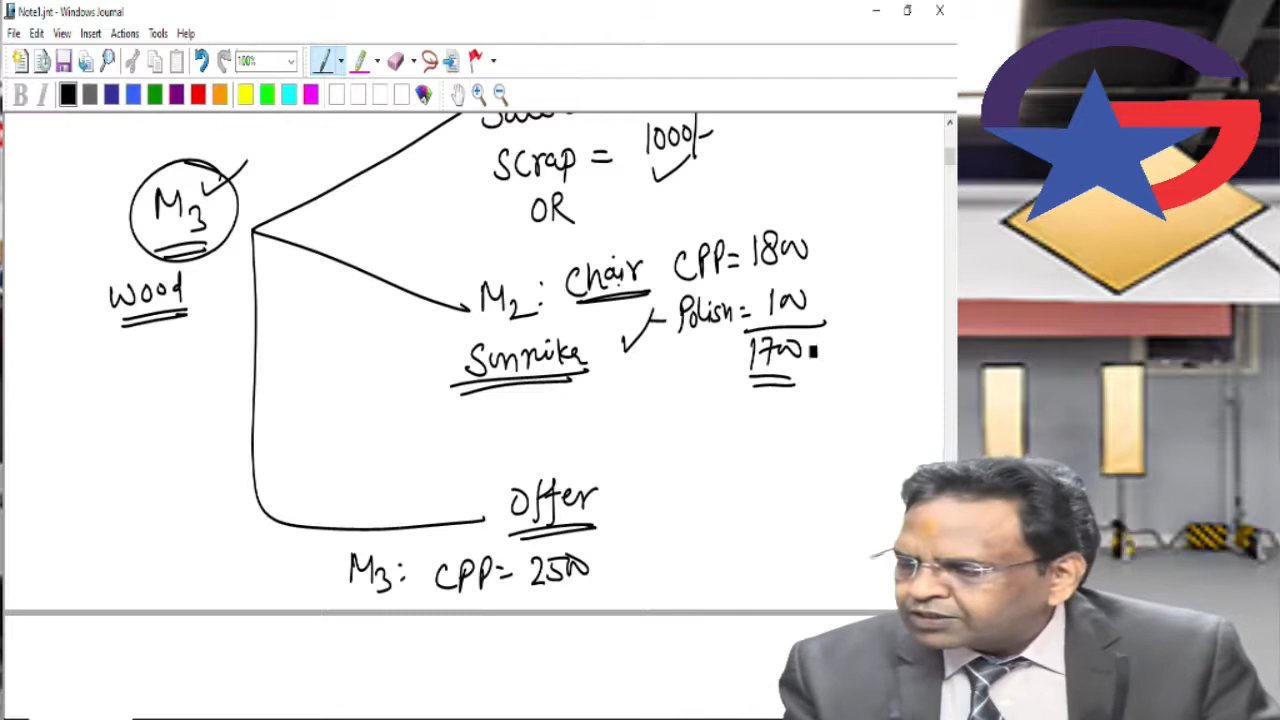 Note1.jnt - Windows Journal
File Edit View Insert Actions Tools Help
100%
B I
Scrap = 1000/-
OR
M3
Wood
M2: Chair CPP= 1800
Polish = 100
1700
Offer
M3: CPP= 2500